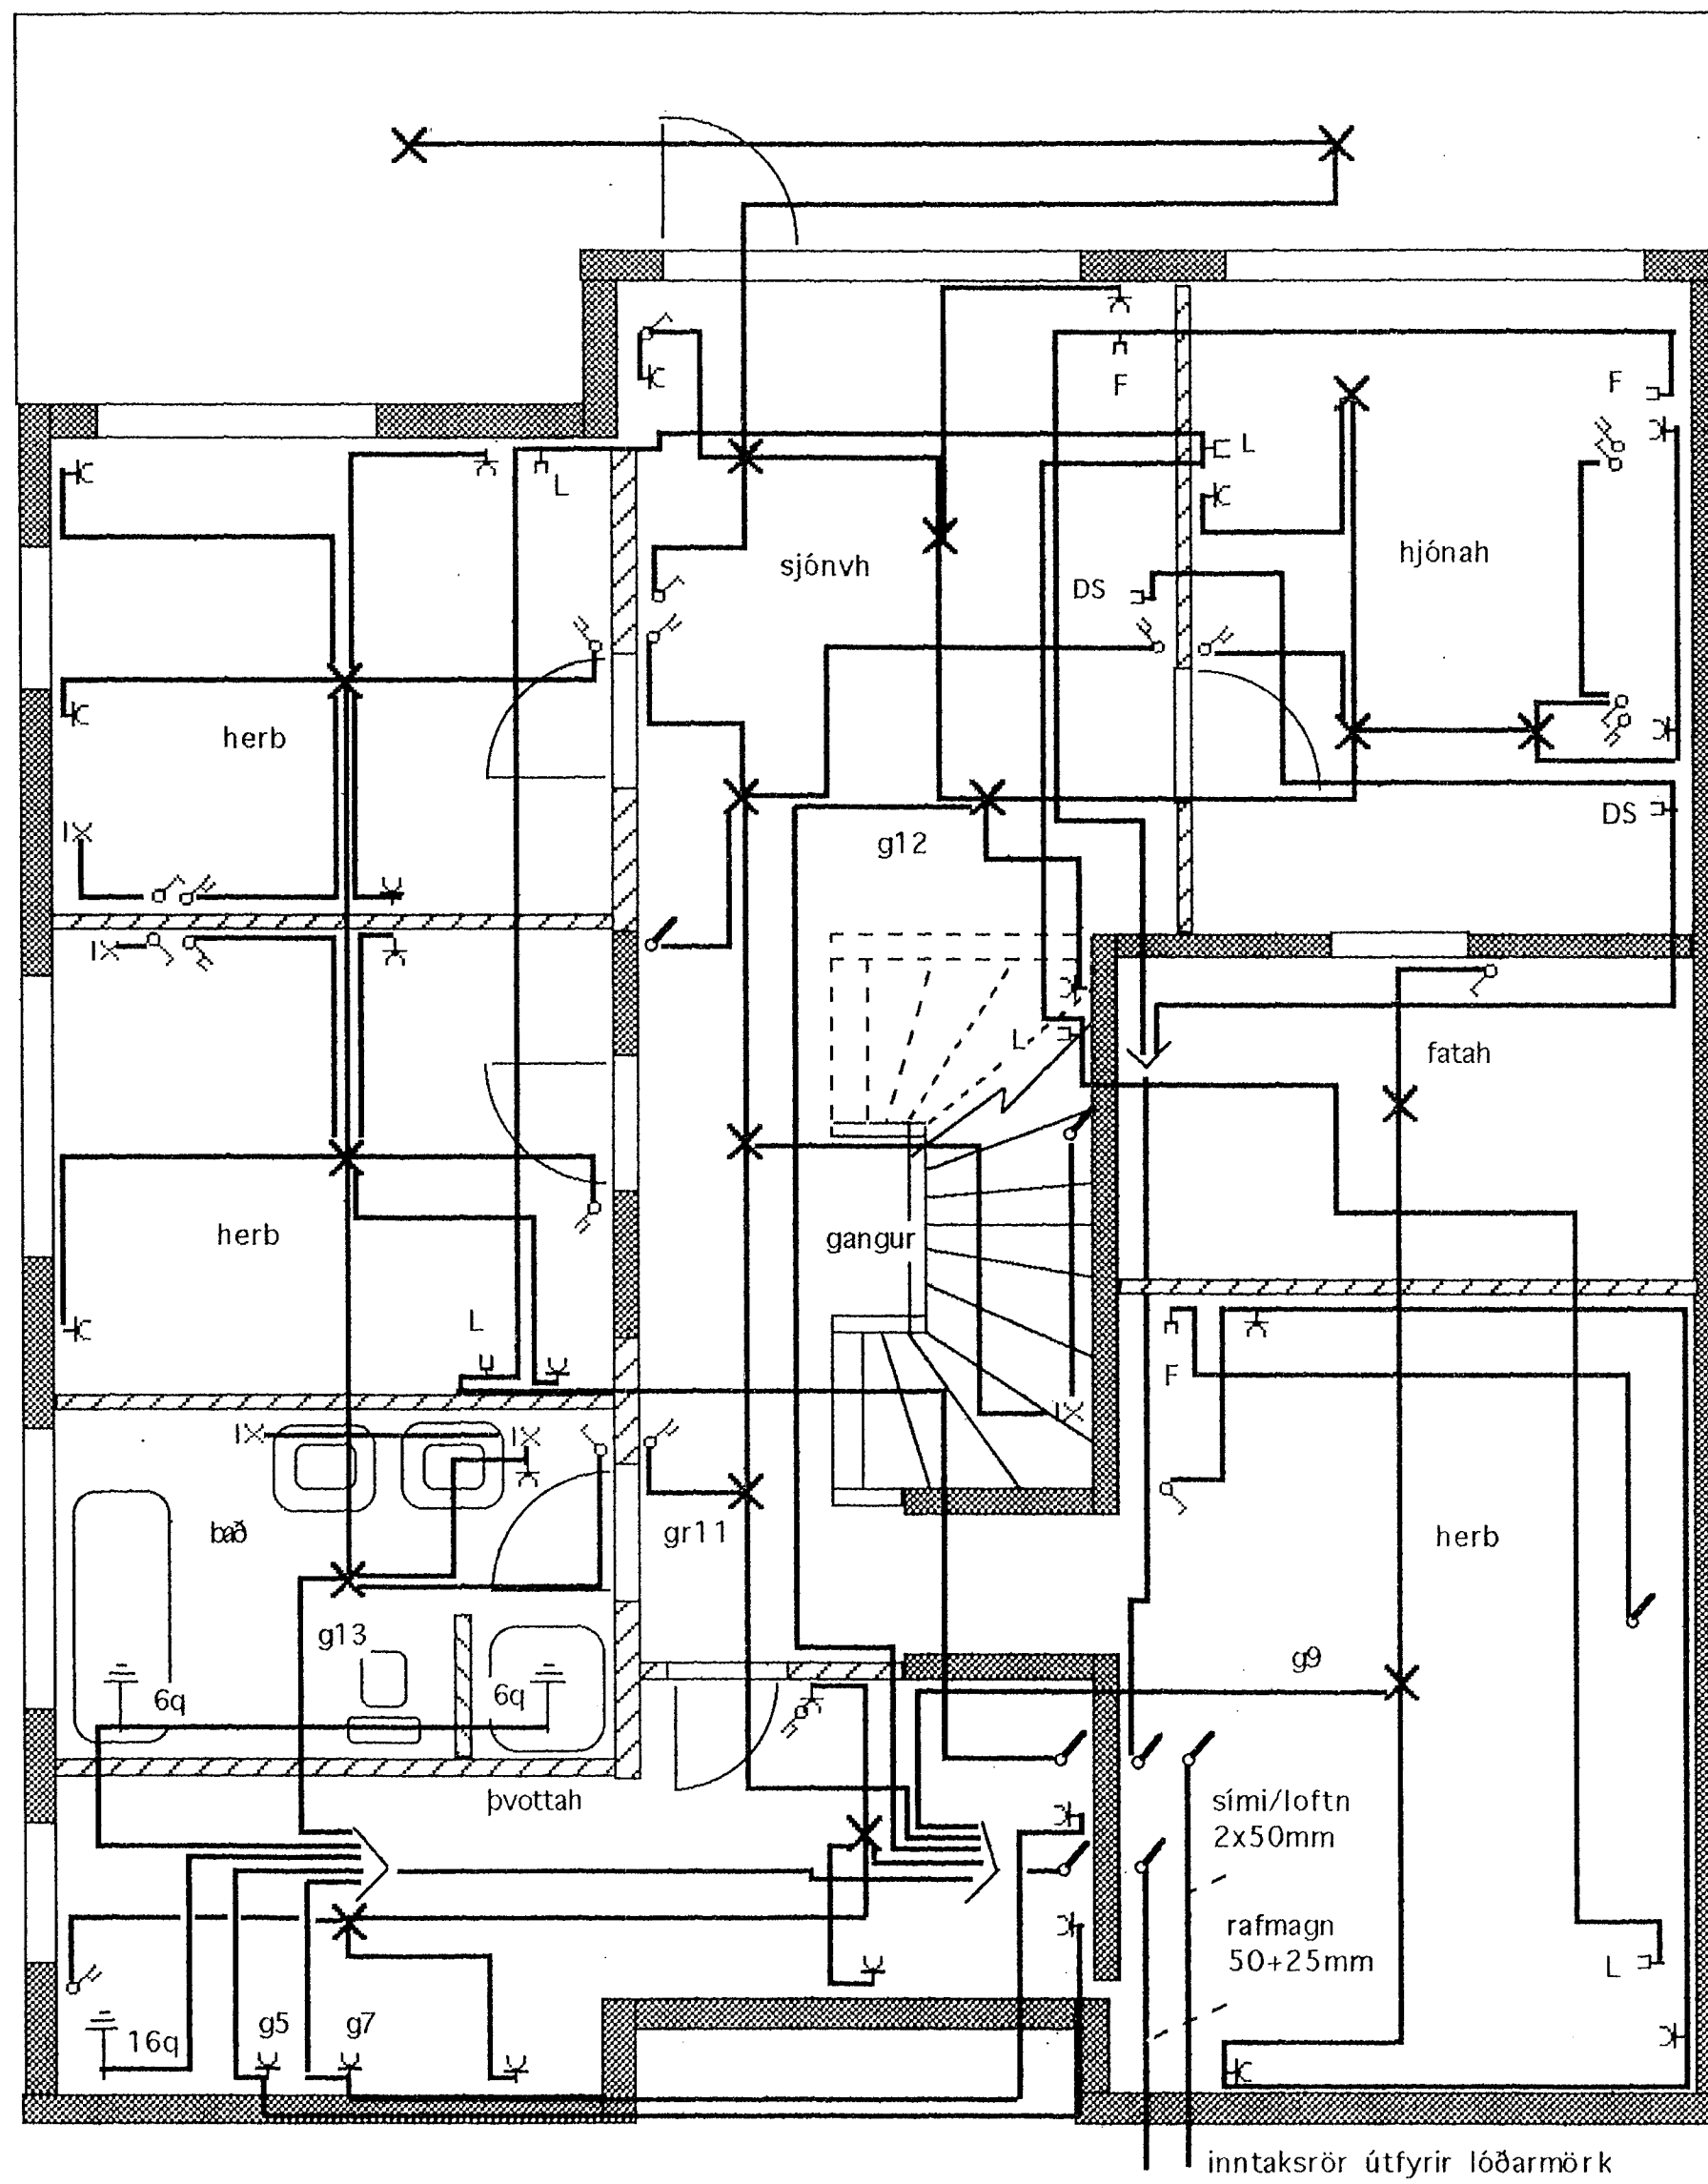 F
F
L
L
sjónvh
hjónah
DS
herb
DS
g12
L
fatah
herb
gangur
L
F
bað
gr11
herb
g13
g9
6q
6q
þvottah
sími/loftn
2x50mm
rafmagn
50+25mm
L
g5
g7
16q
inntaksrör útfyrir lóðarmörk